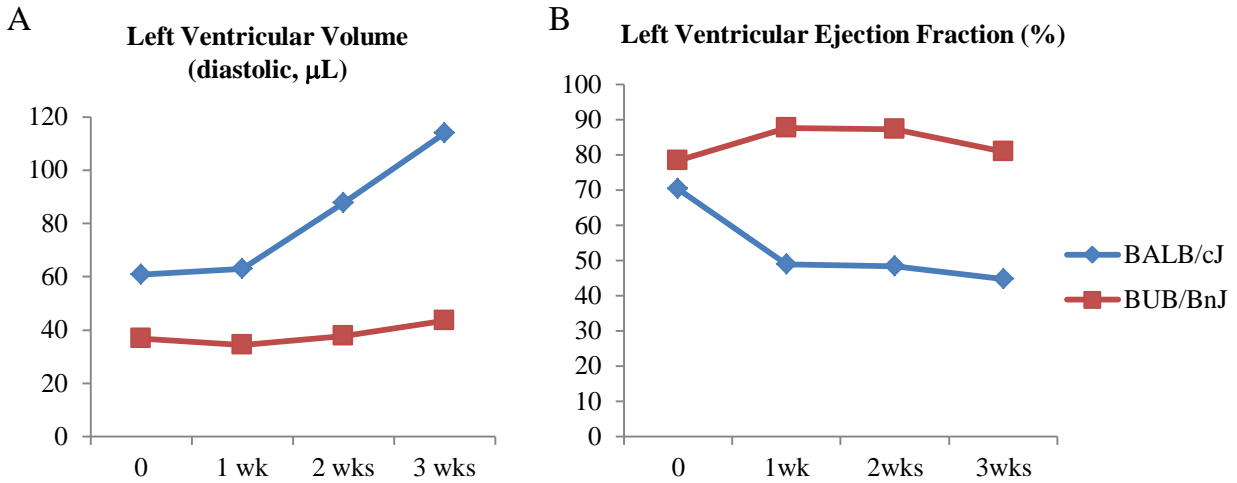 A
Left Ventricular Volume
(diastolic, μL)
120
100
80
60
40
20
0
0 1 wk 2 wks 3 wks
B
Left Ventricular Ejection Fraction (%)
100
90
80
70
60
50
40
30
20
10
0
0 1wk 2wks 3wks
BALB/cJ
BUB/BnJ